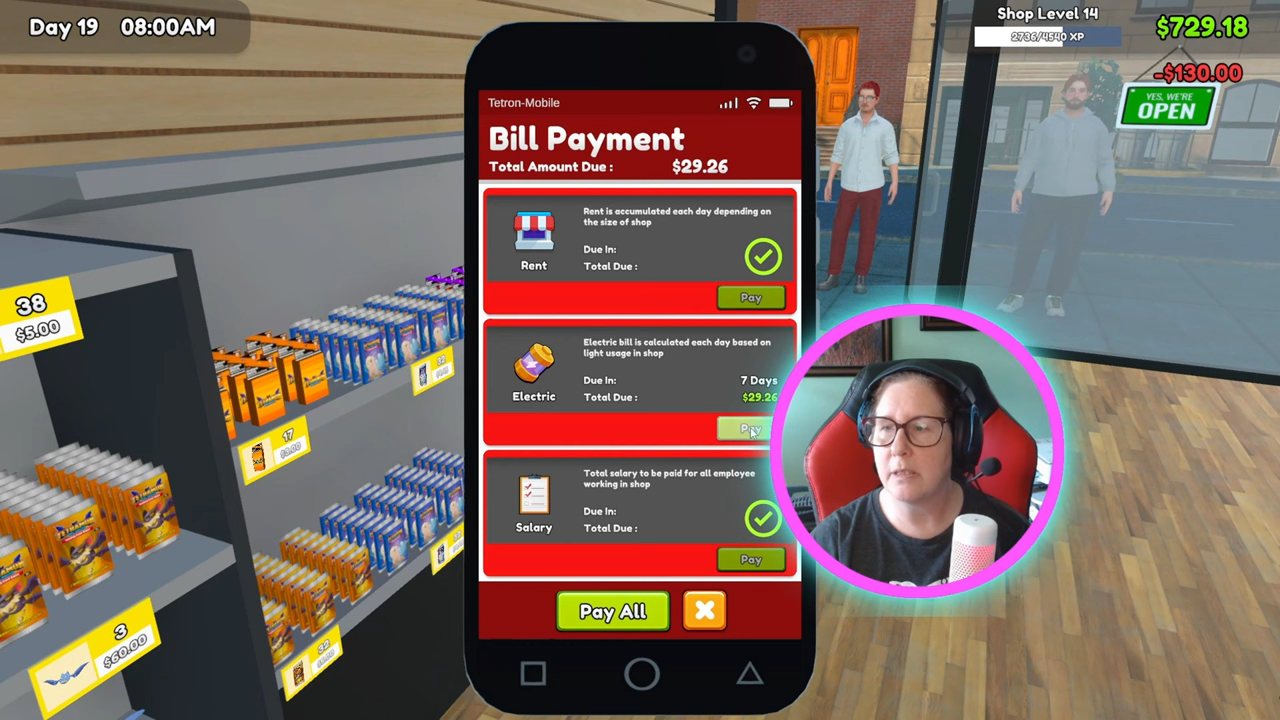 Day 19 08:00AM
Shop Level 14
2736/4540 XP
$729.18
-$130.00
YES, WE'RE
OPEN
Tetron-Mobile
Bill Payment
Total Amount Due : $29.26
Rent is accumulated each day depending on
the size of shop
Due In:
Total Due :
Rent
Pay
Electric bill is calculated each day based on
light usage in shop
Due In: 7 Days
Total Due : $29.26
Electric
Pay
Total salary to be paid for all employee
working in shop
Due In:
Total Due :
Salary
Pay
Pay All
38
$5.00
17
3
$60.00
32